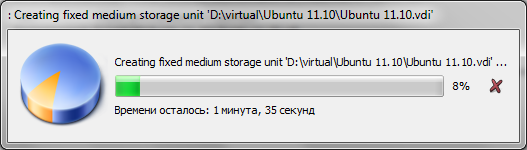 : Creating fixed medium storage unit 'D:\virtual\Ubuntu 11.10\Ubuntu 11.10.vdi'
Creating fixed medium storage unit 'D:\virtual\Ubuntu 11.10\Ubuntu 11.10.vdi' ...
8%
Времени осталось: 1 минута, 35 секунд